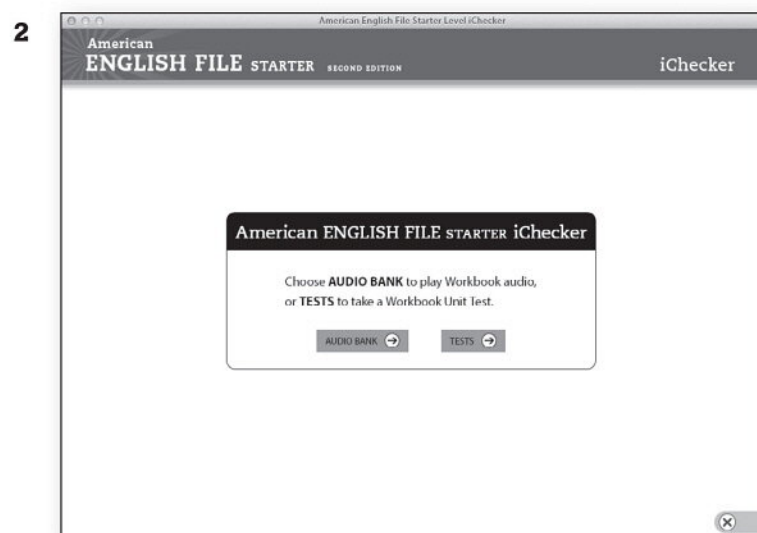 2
American English File Starter Level iChecker
American
ENGLISH FILE STARTER SECOND EDITION
iChecker
American ENGLISH FILE STARTER iChecker
Choose AUDIO BANK to play Workbook audio,
or TESTS to take a Workbook Unit Test.
AUDIO BANK
TESTS